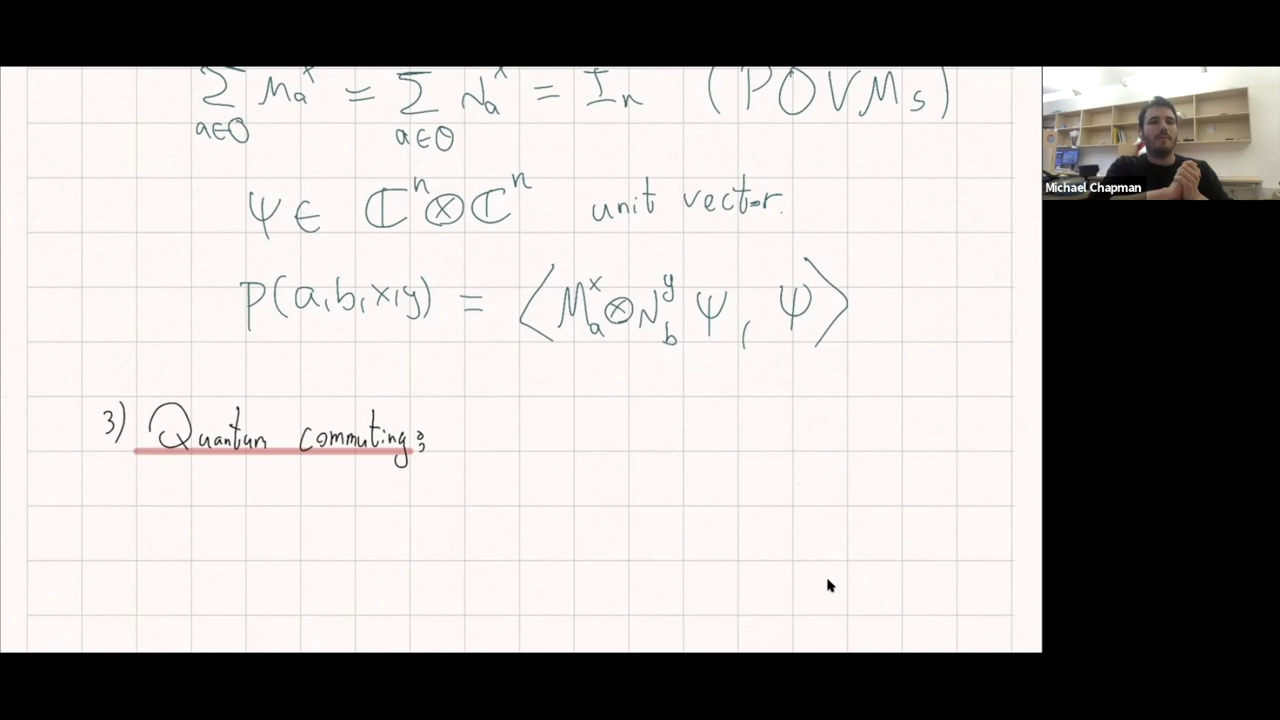 ∑_{a∈O} M_a^x = ∑_{a∈O} N_a^x = I_n (POVMs)
Ψ ∈ ℂ^n ⊗ ℂ^n unit vector.
p(a,b,x,y) = ⟨M_a^x ⊗ N_b^y Ψ, Ψ⟩
3) Quantum commuting:
Michael Chapman